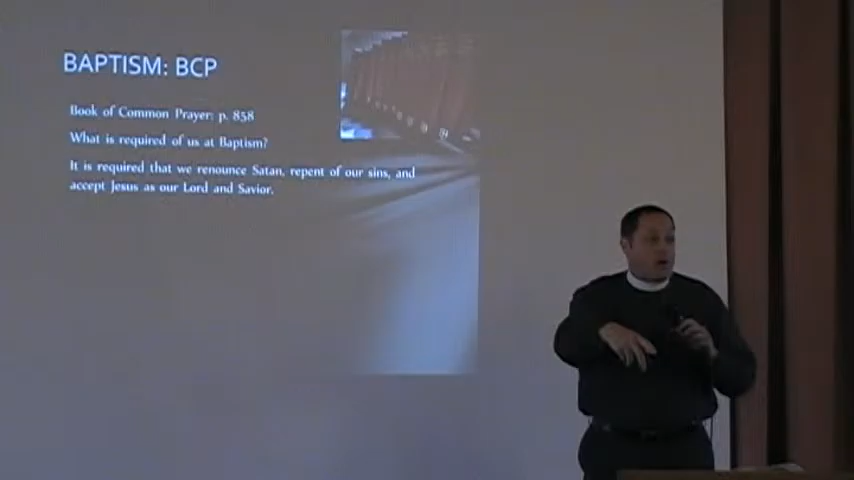 BAPTISM: BCP
Book of Common Prayer: p. 858
What is required of us at Baptism?
It is required that we renounce Satan, repent of our sins, and
accept Jesus as our Lord and Savior.